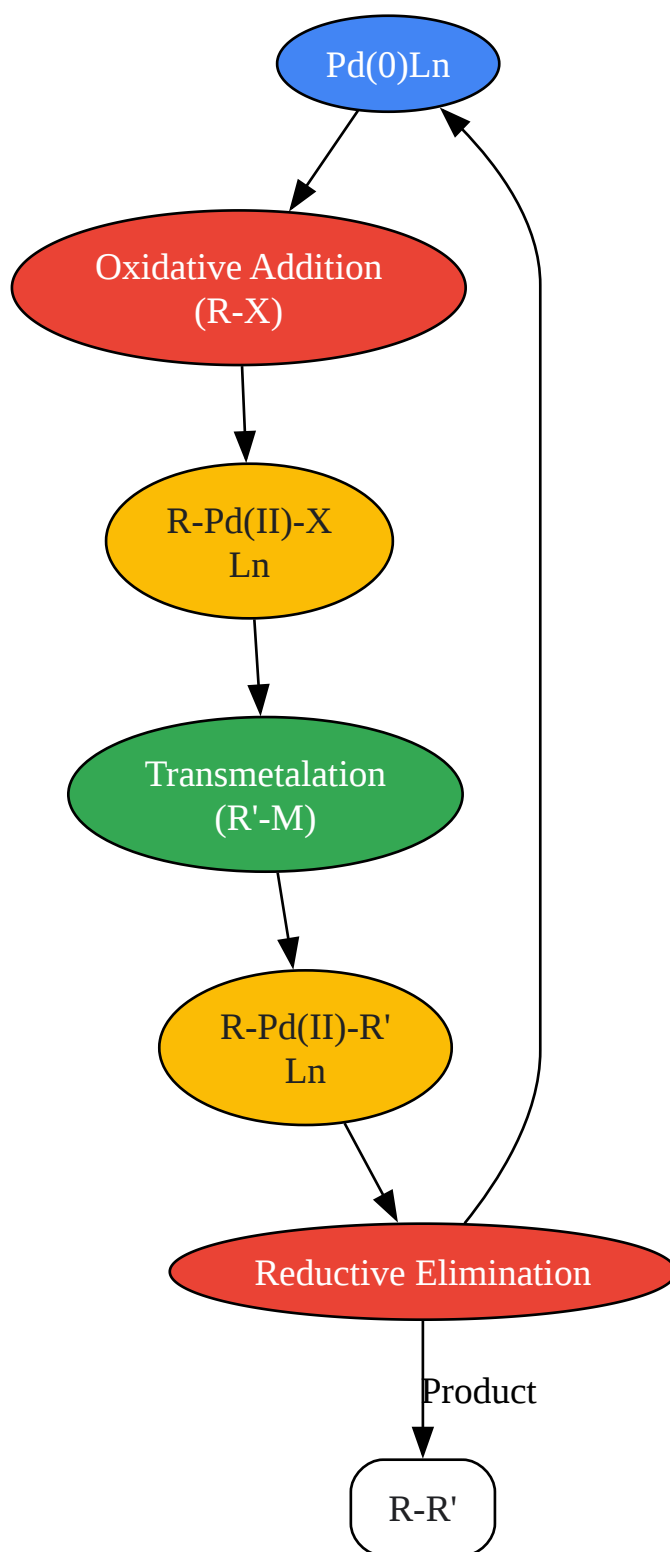 Pd(0)Ln
Oxidative Addition
(R-X)
R-Pd(II)-X
Ln
Transmetalation
(R'-M)
R-Pd(II)-R'
Ln
Reductive Elimination
Product
R-R'